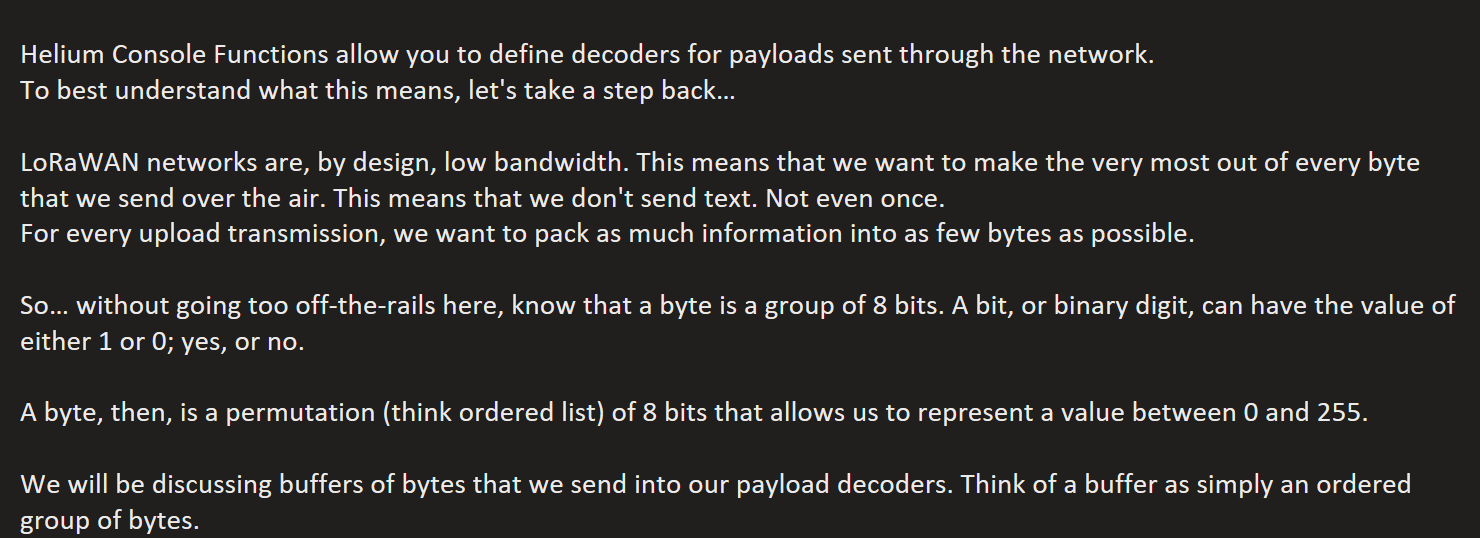 Helium Console Functions allow you to define decoders for payloads sent through the network.
To best understand what this means, let's take a step back...
LoRaWAN networks are, by design, low bandwidth. This means that we want to make the very most out of every byte
that we send over the air. This means that we don't send text. Not even once.
For every upload transmission, we want to pack as much information into as few bytes as possible.
So... without going too off-the-rails here, know that a byte is a group of 8 bits. A bit, or binary digit, can have the value of
either 1 or 0; yes, or no.
A byte, then, is a permutation (think ordered list) of 8 bits that allows us to represent a value between 0 and 255.
We will be discussing buffers of bytes that we send into our payload decoders. Think of a buffer as simply an ordered
group of bytes.